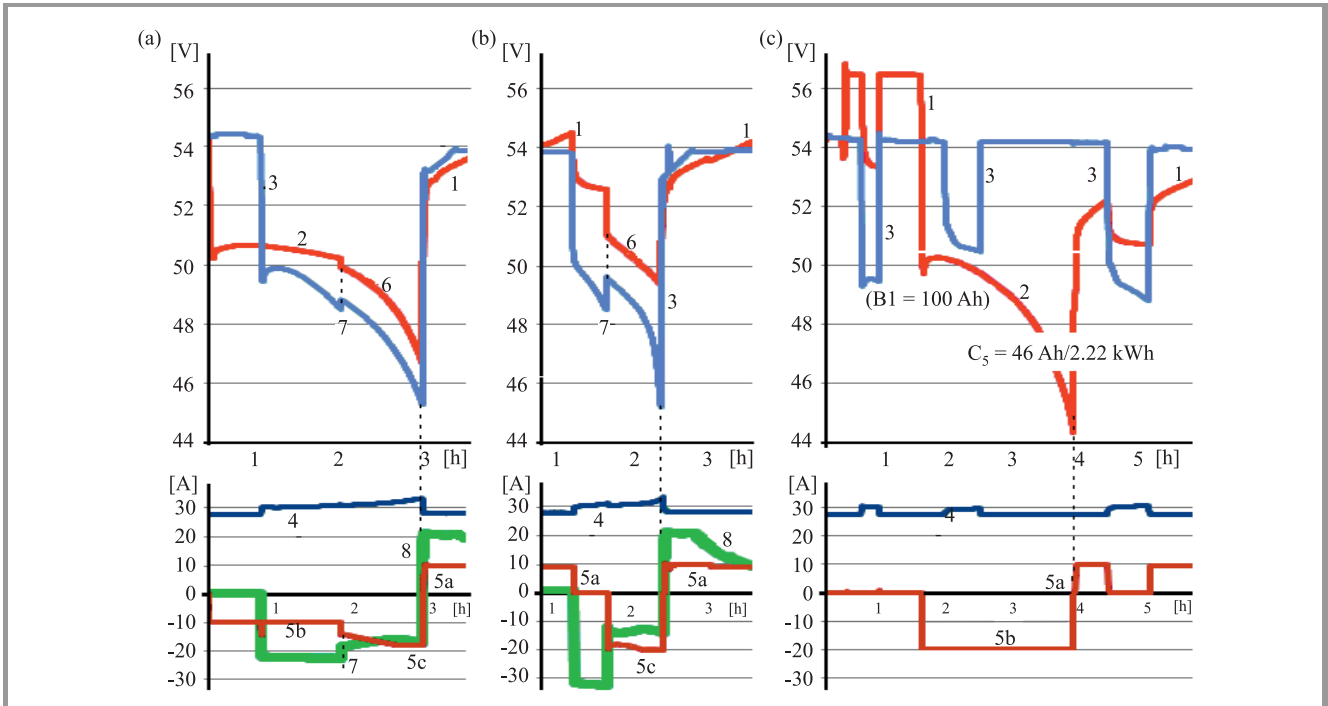 (a) (b) (c)
[V] [V] [V]
56 56 56
54 54 54
52 52 52
50 50 50
48 48 48
46 46 46
44 44 44
.3 2 6 7 1
1 6 7 3 1
1 3 3 3 2 1
(B1 = 100 Ah)
C₅ = 46 Ah/2.22 kWh
1 2 3 [h] 1 2 3 [h] 1 2 3 4 5 [h]
[A] [A] [A]
30 30 30
20 20 20
10 10 10
0 0 0
-10 -10 -10
-20 -20 -20
-30 -30 -30
4 8 5a 4 8 4 5a
5a 5a
1 2 3 [h] 1 2 3 [h] 1 2 3 4 5 [h]
5b 7 5c 5c 5b